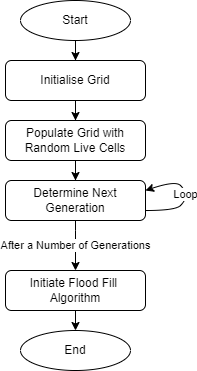 Start
Initialise Grid
Populate Grid with
Random Live Cells
Determine Next
Generation
Loop
After a Number of Generations
Initiate Flood Fill
Algorithm
End